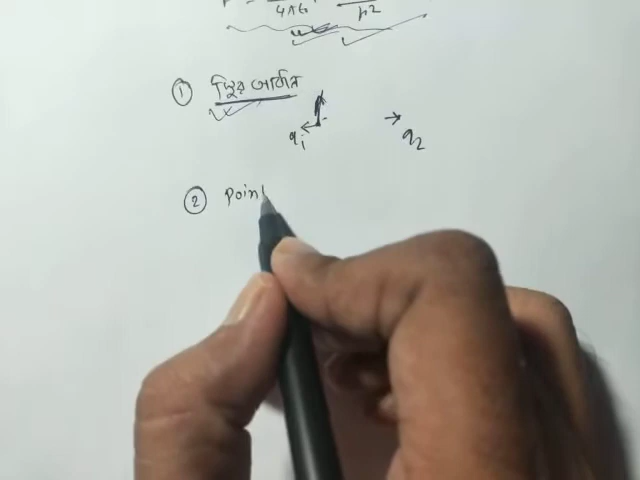 4πε r²
① স্থির আধান
q₁ q₂
② Point